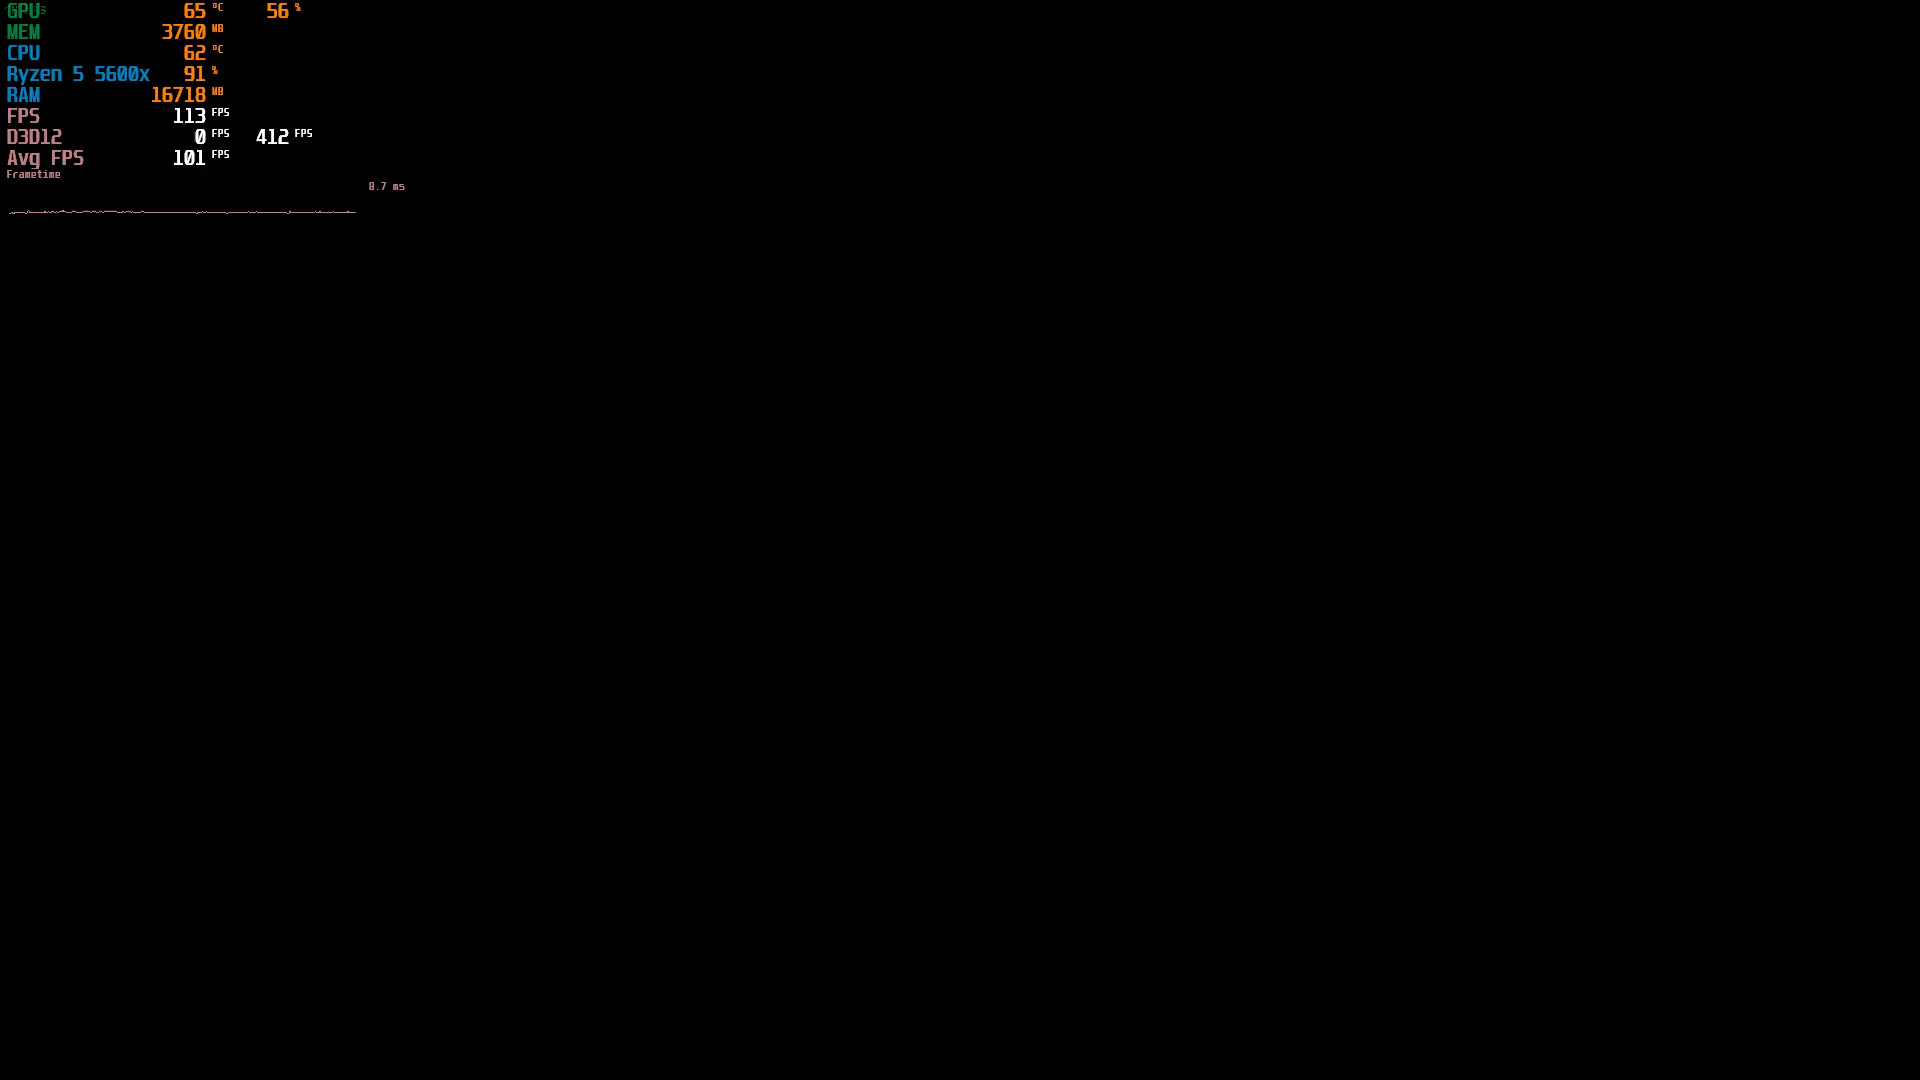 GPU 65 °C 56 %
MEM 3760 MB
CPU 62 °C
Ryzen 5 5600x 91 %
RAM 16718 MB
FPS 113 FPS
D3D12 0 FPS 412 FPS
Avg FPS 101 FPS
Frametime
8.7 ms